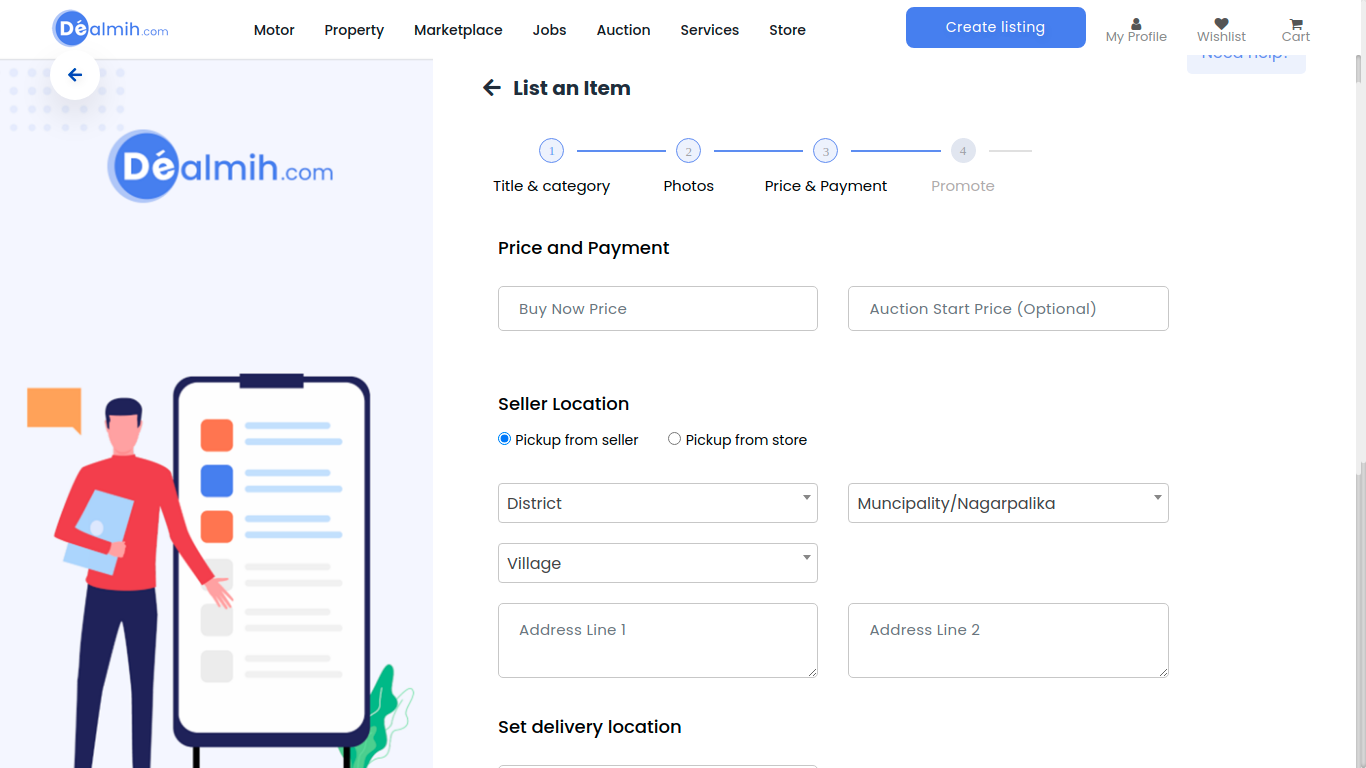 Déalmih.com
Motor Property Marketplace Jobs Auction Services Store
Create listing
My Profile
Wishlist
Cart
Need help?
Déalmih.com
List an Item
1 2 3 4
Title & category Photos Price & Payment Promote
Price and Payment
Buy Now Price Auction Start Price (Optional)
Seller Location
Pickup from seller Pickup from store
District Muncipality/Nagarpalika
Village
Address Line 1 Address Line 2
Set delivery location